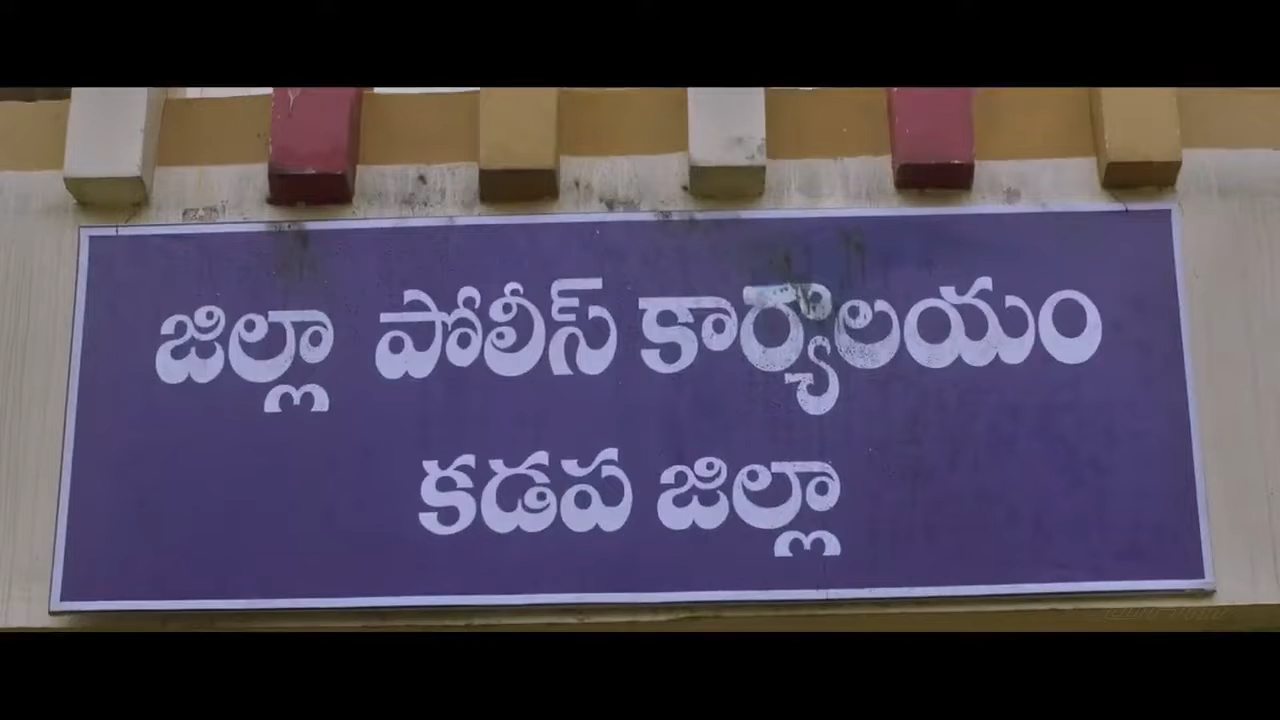 జిల్లా పోలీస్ కార్యాలయం
కడప జిల్లా